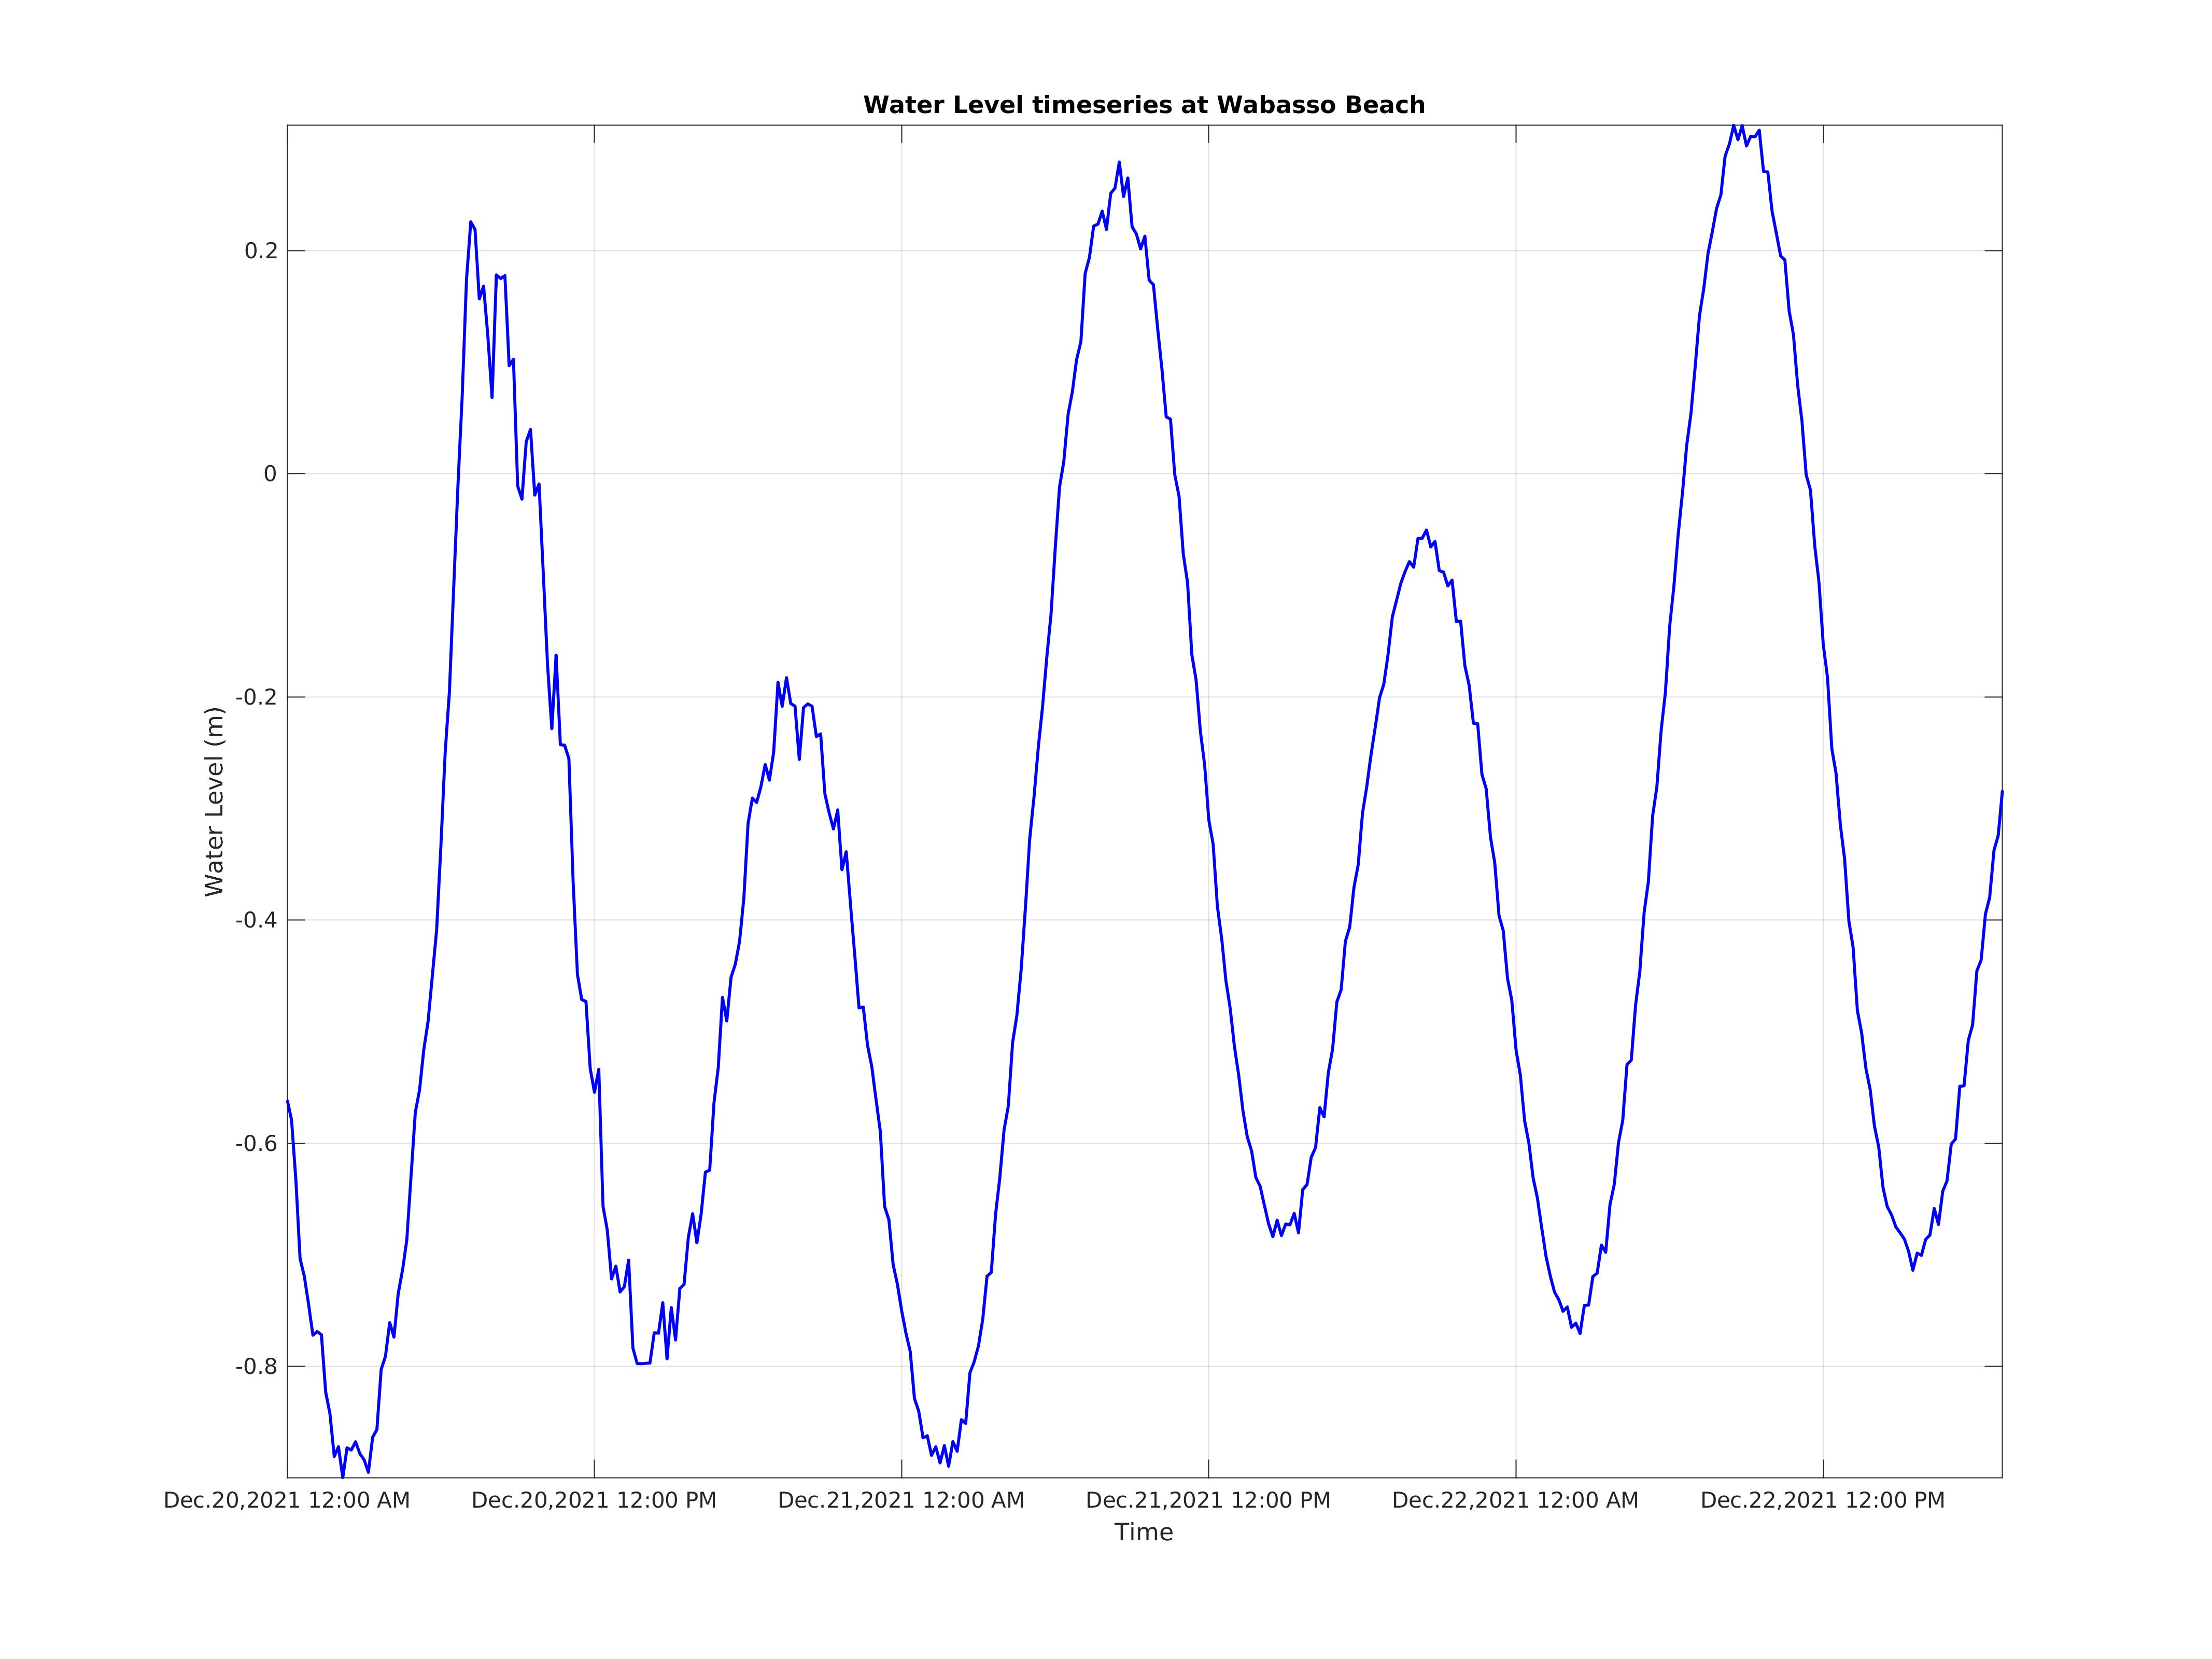 Water Level timeseries at Wabasso Beach
0.2
0
-0.2
-0.4
-0.6
-0.8
Water Level (m)
Dec.20,2021 12:00 AM Dec.20,2021 12:00 PM Dec.21,2021 12:00 AM Dec.21,2021 12:00 PM Dec.22,2021 12:00 AM Dec.22,2021 12:00 PM
Time